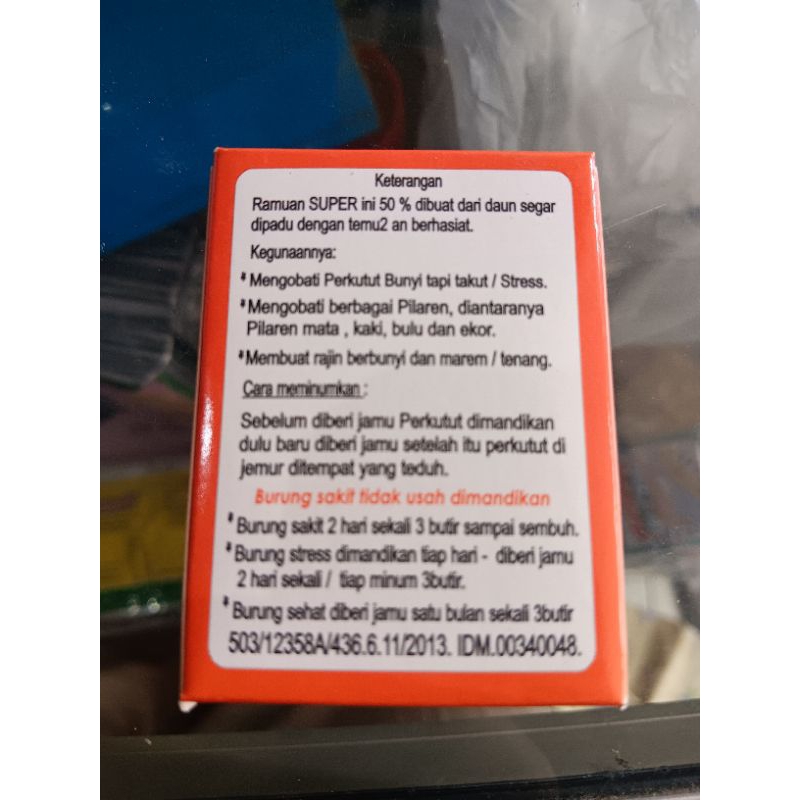 Keterangan
Ramuan SUPER ini 50 % dibuat dari daun segar
dipadu dengan temu2 an berhasiat.
Kegunaannya:
* Mengobati Perkutut Bunyi tapi takut / Stress.
* Mengobati berbagai Pilaren, diantaranya
Pilaren mata , kaki, bulu dan ekor.
* Membuat rajin berbunyi dan marem / tenang.
Cara meminumkan :
Sebelum diberi jamu Perkutut dimandikan
dulu baru diberi jamu setelah itu perkutut di
jemur ditempat yang teduh.
Burung sakit tidak usah dimandikan
* Burung sakit 2 hari sekali 3 butir sampai sembuh.
* Burung stress dimandikan tiap hari - diberi jamu
2 hari sekali / tiap minum 3butir.
* Burung sehat diberi jamu satu bulan sekali 3butir
503/12358A/436.6.11/2013. IDM.00340048.